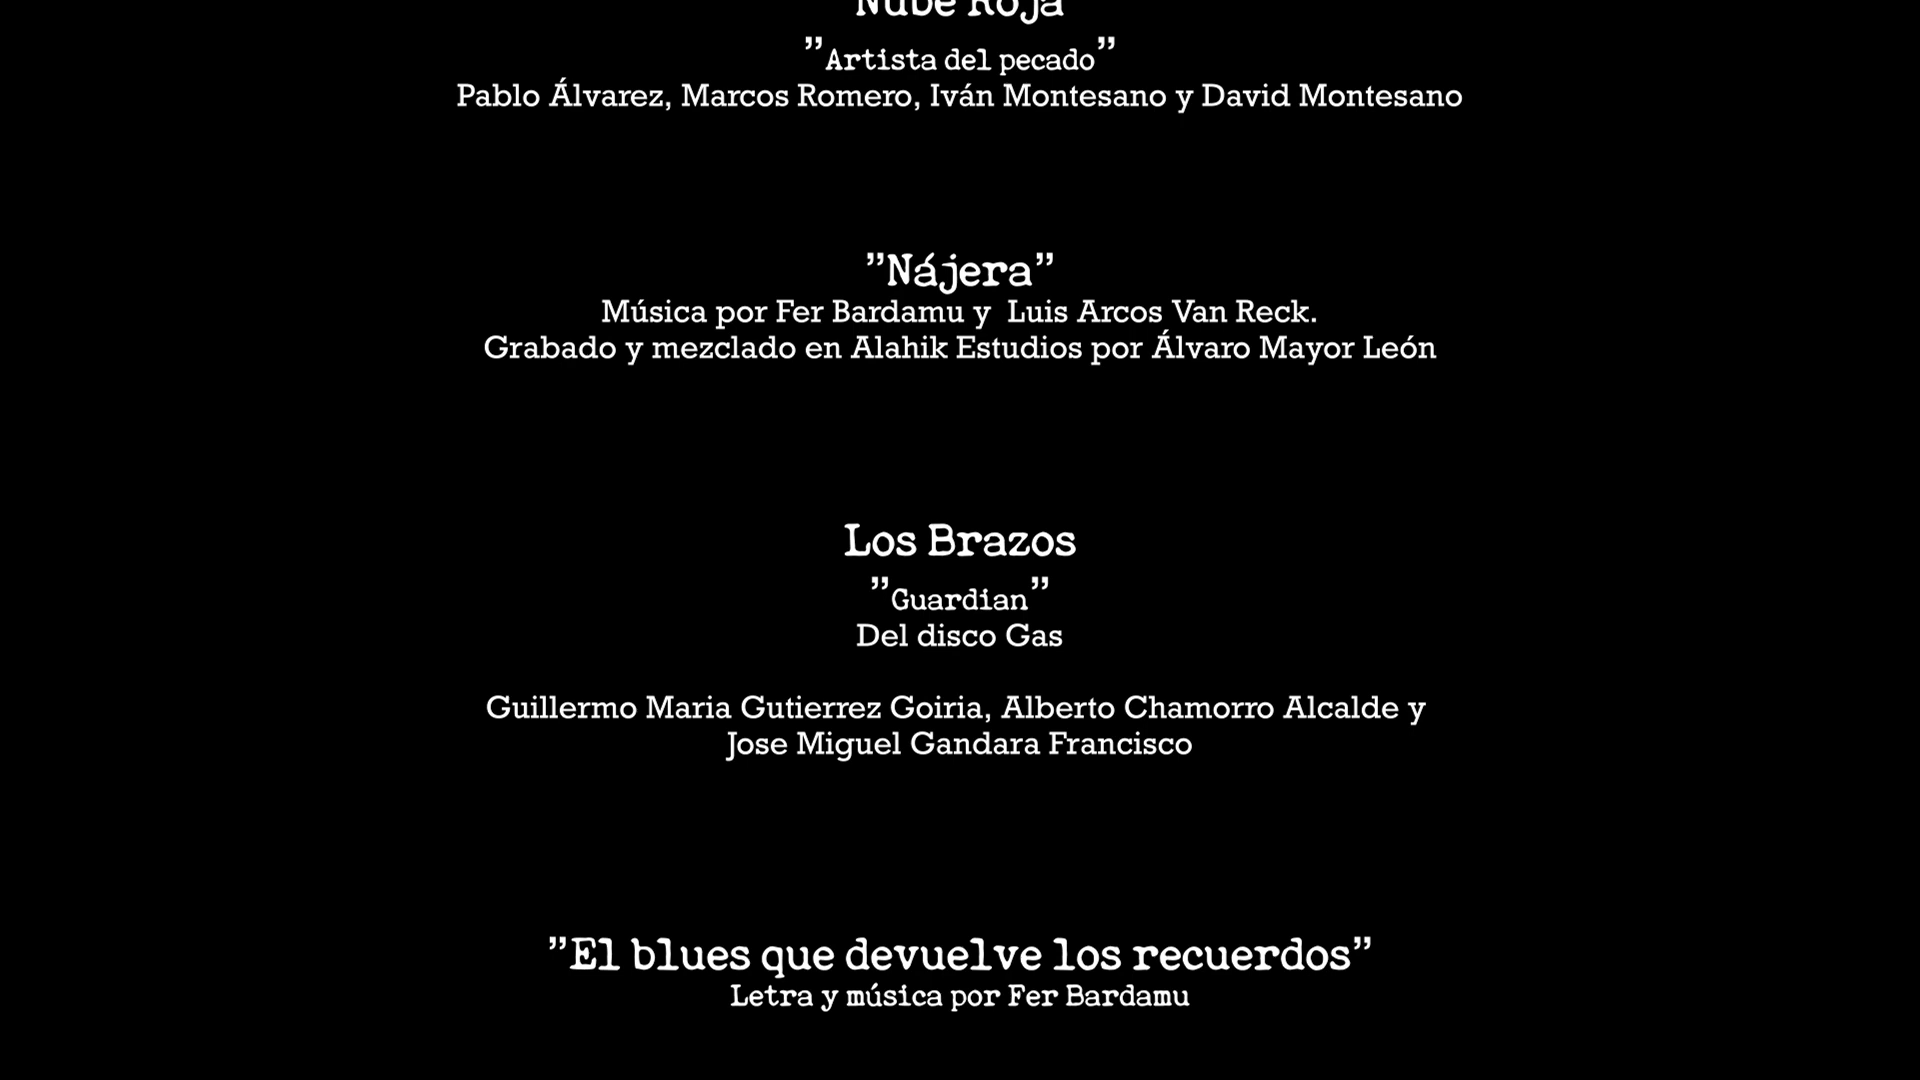 Nube Roja
”Artista del pecado”
Pablo Álvarez, Marcos Romero, Iván Montesano y David Montesano
”Nájera”
Música por Fer Bardamu y  Luis Arcos Van Reck.
Grabado y mezclado en Alahik Estudios por Álvaro Mayor León
Los Brazos
”Guardian”
Del disco Gas
Guillermo Maria Gutierrez Goiria, Alberto Chamorro Alcalde y
Jose Miguel Gandara Francisco
”El blues que devuelve los recuerdos”
Letra y música por Fer Bardamu